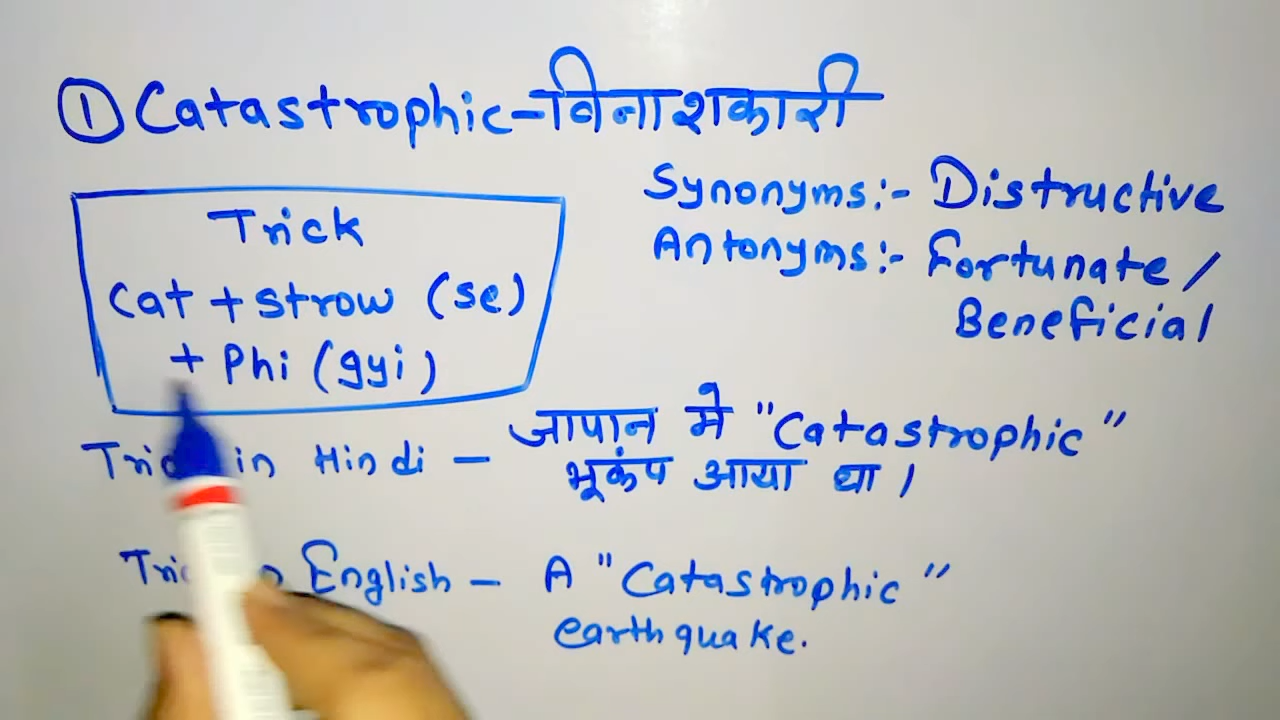 ① Catastrophic-विनाशकारी
Trick
Cat + strow (se)
+ Phi (gyi)
Synonyms:- Distructive
Antonyms:- Fortunate /
Beneficial
in Hindi - जापान मे "Catastrophic"
भूकंप आया था।
English - A "Catastrophic"
earthquake.